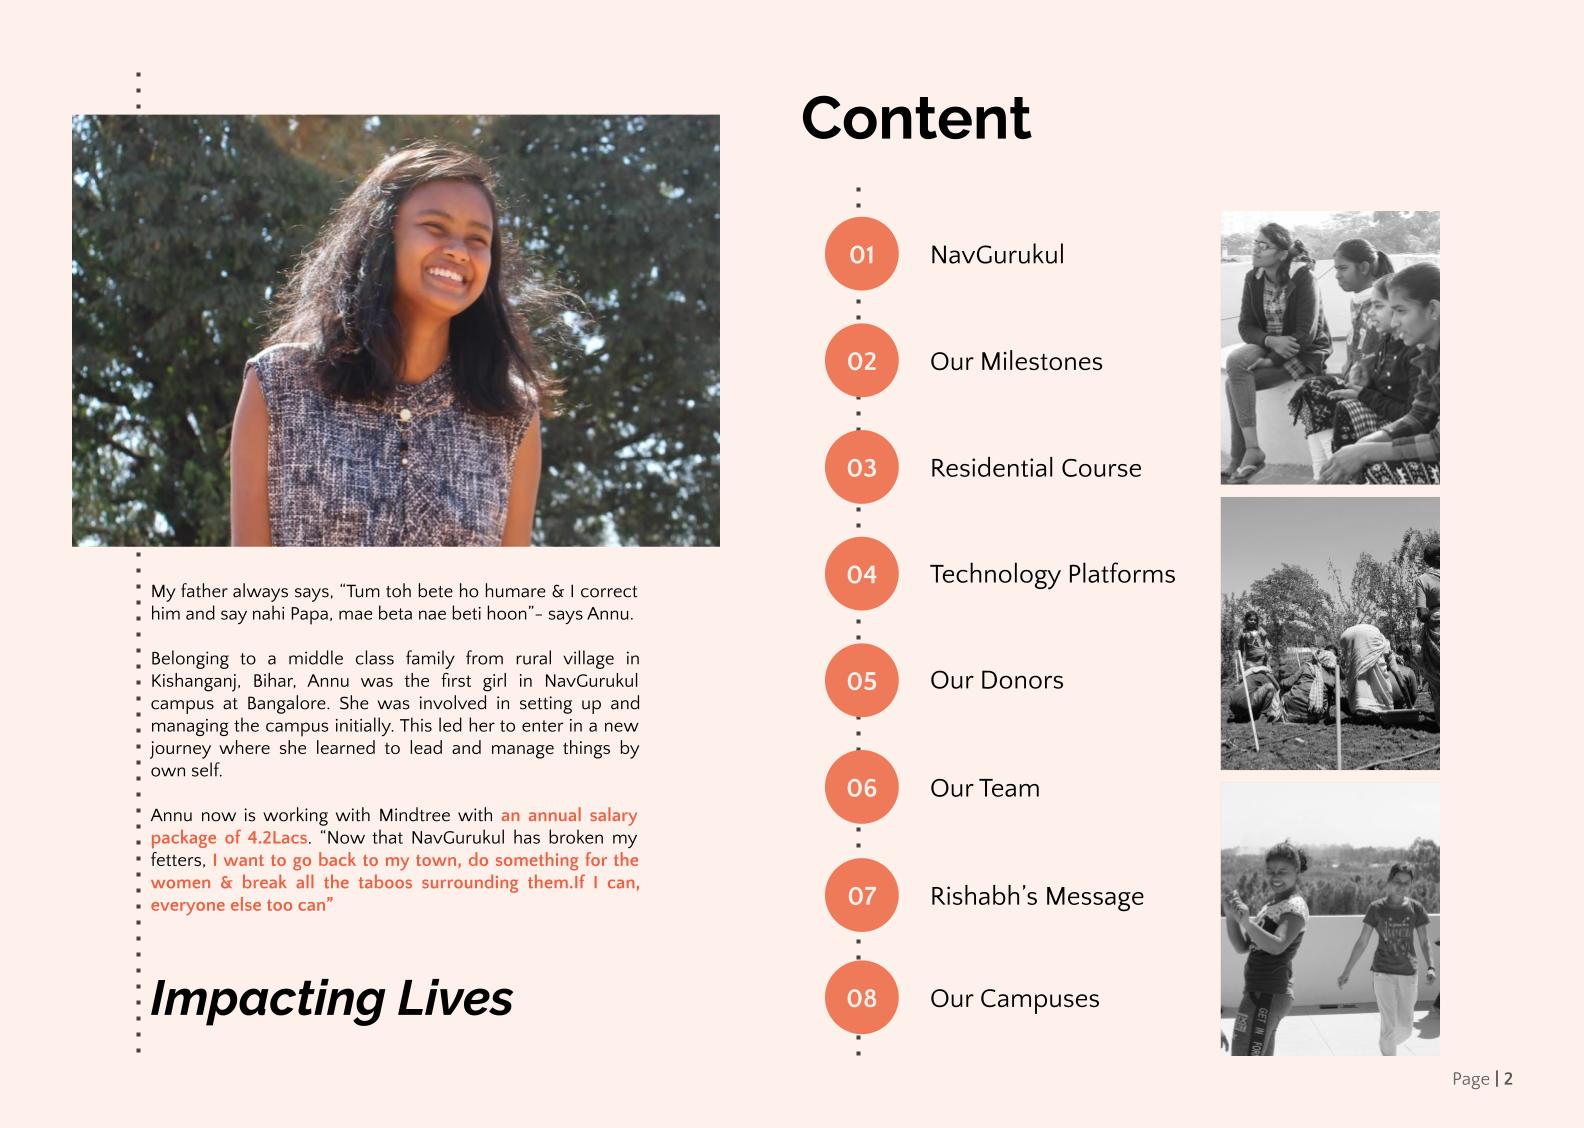 My father always says, “Tum toh bete ho humare & I correct
him and say nahi Papa, mae beta nae beti hoon”- says Annu.
Belonging to a middle class family from rural village in
Kishanganj, Bihar, Annu was the first girl in NavGurukul
campus at Bangalore. She was involved in setting up and
managing the campus initially. This led her to enter in a new
journey where she learned to lead and manage things by
own self.
Annu now is working with Mindtree with an annual salary
package of 4.2Lacs. “Now that NavGurukul has broken my
fetters, I want to go back to my town, do something for the
women & break all the taboos surrounding them.If I can,
everyone else too can”
Impacting Lives
Content
01 NavGurukul
02 Our Milestones
03 Residential Course
04 Technology Platforms
05 Our Donors
06 Our Team
07 Rishabh’s Message
08 Our Campuses
GET IN FOR
Page | 2